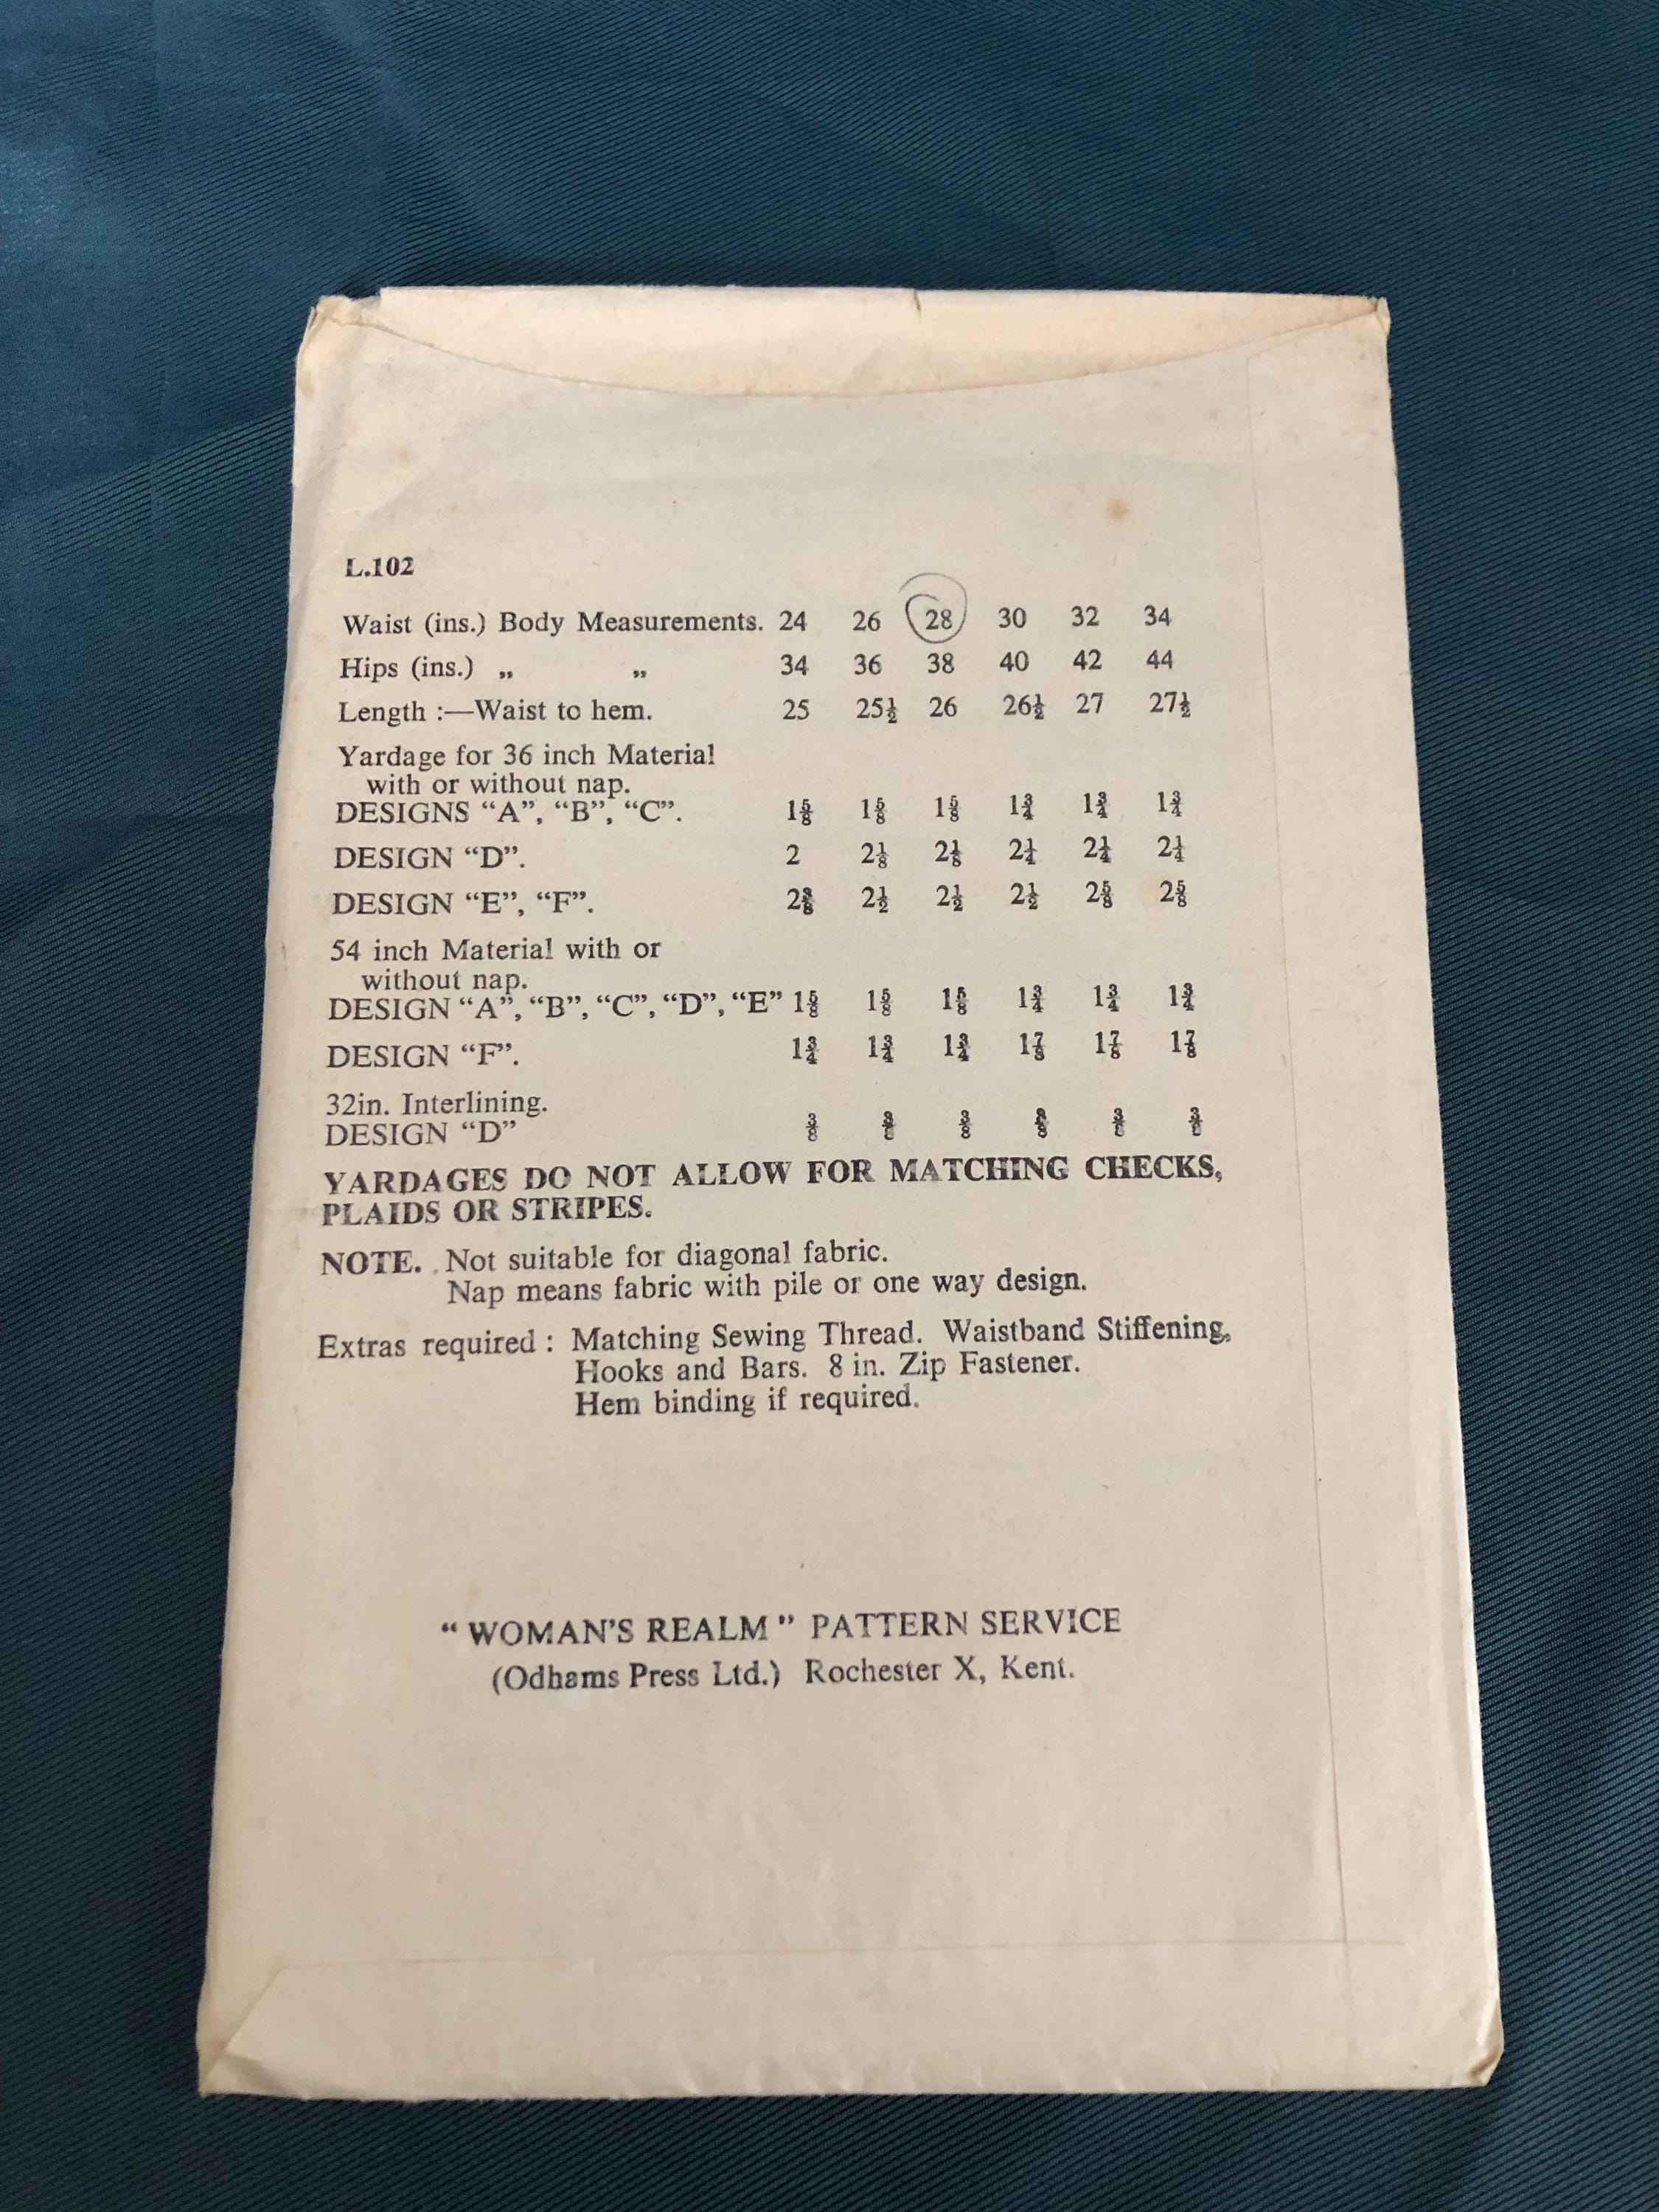 L.102
Waist (ins.) Body Measurements. 24 26 28 30 32 34
Hips (ins.) „ „ 34 36 38 40 42 44
Length :—Waist to hem. 25 25½ 26 26½ 27 27½
Yardage for 36 inch Material
with or without nap.
DESIGNS “A”, “B”, “C”. 1⅝ 1⅝ 1⅝ 1¾ 1¾ 1¾
DESIGN “D”. 2 2⅛ 2⅛ 2¼ 2¼ 2¼
DESIGN “E”, “F”. 2⅜ 2½ 2½ 2½ 2⅝ 2⅝
54 inch Material with or
without nap.
DESIGN “A”, “B”, “C”, “D”, “E” 1⅝ 1⅝ 1⅝ 1¾ 1¾ 1¾
DESIGN “F”. 1¾ 1¾ 1¾ 1⅞ 1⅞ 1⅞
32in. Interlining.
DESIGN “D” ⅜ ⅜ ⅜ ⅜ ⅜ ⅜
YARDAGES DO NOT ALLOW FOR MATCHING CHECKS,
PLAIDS OR STRIPES.
NOTE. Not suitable for diagonal fabric.
Nap means fabric with pile or one way design.
Extras required : Matching Sewing Thread. Waistband Stiffening,
Hooks and Bars. 8 in. Zip Fastener.
Hem binding if required.
“ WOMAN'S REALM ” PATTERN SERVICE
(Odhams Press Ltd.) Rochester X, Kent.